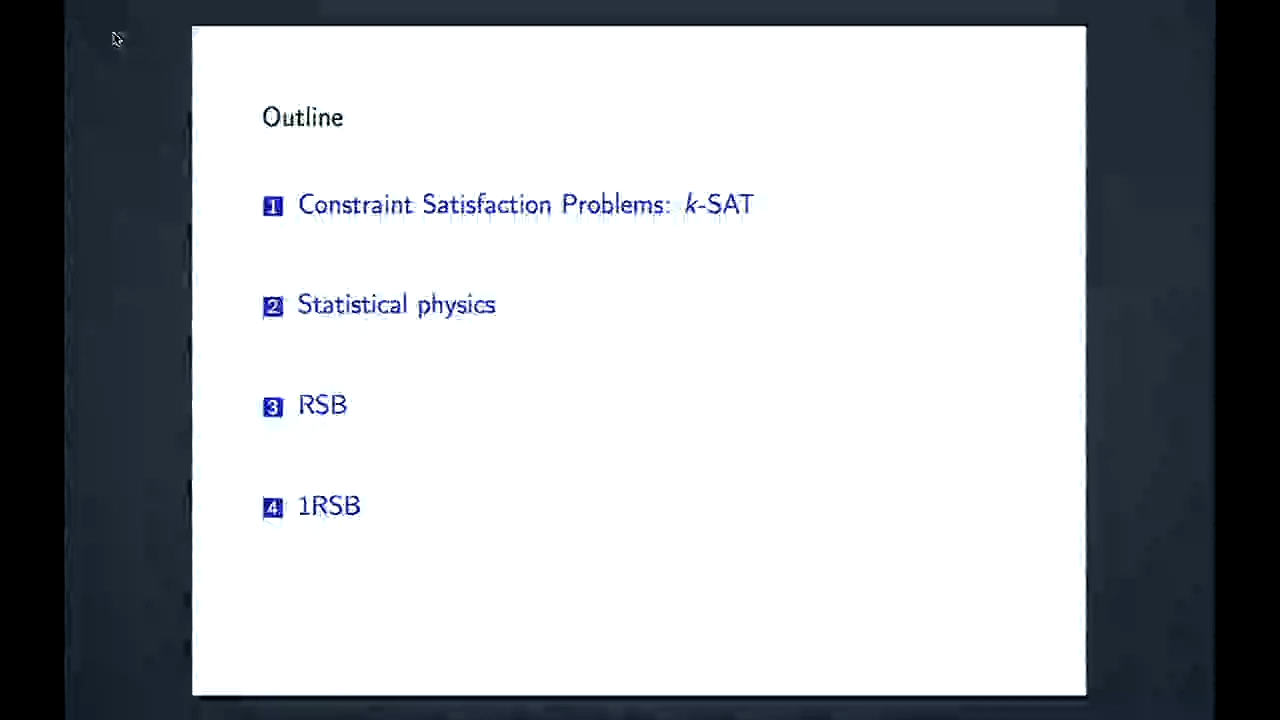 Outline
1 Constraint Satisfaction Problems: k-SAT
2 Statistical physics
3 RSB
4 1RSB